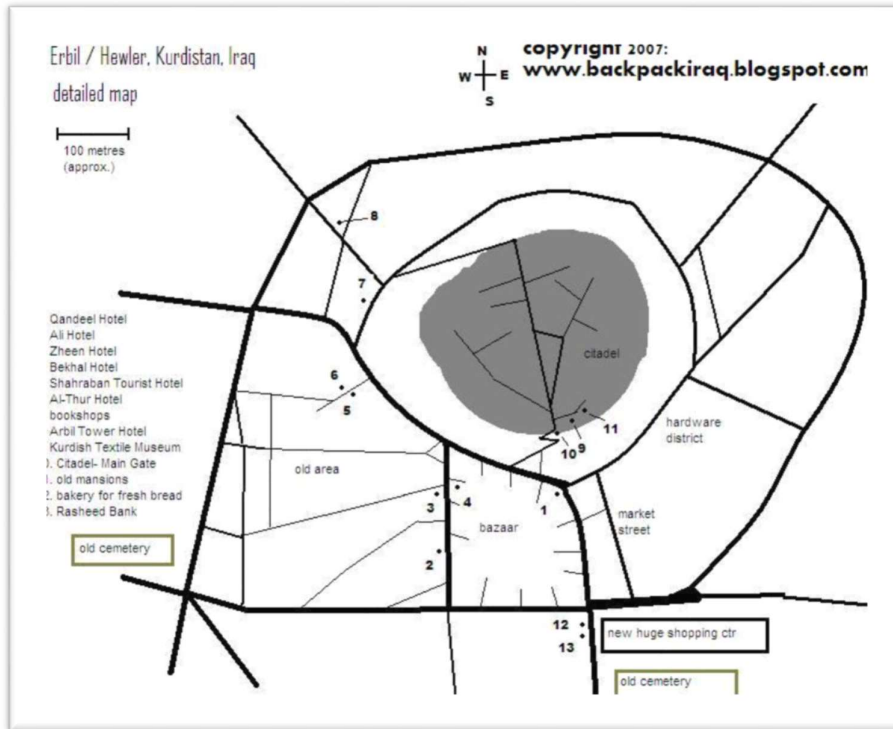 Erbil / Hewler, Kurdistan, Iraq
detailed map
100 metres
(approx.)
N
W E
S
copyright 2007:
www.backpackiraq.blogspot.com
8
7
Qandeel Hotel
Ali Hotel
Zheen Hotel
Bekhal Hotel
Shahraban Tourist Hotel
Al-Thur Hotel
bookshops
Arbil Tower Hotel
Kurdish Textile Museum
). Citadel- Main Gate
. old mansions
2. bakery for fresh bread
3. Rasheed Bank
old cemetery
6
5
old area
3
4
2
bazaar
1
citadel
10
9
11
hardware
district
market
street
12
13
new huge shopping ctr
old cemetery